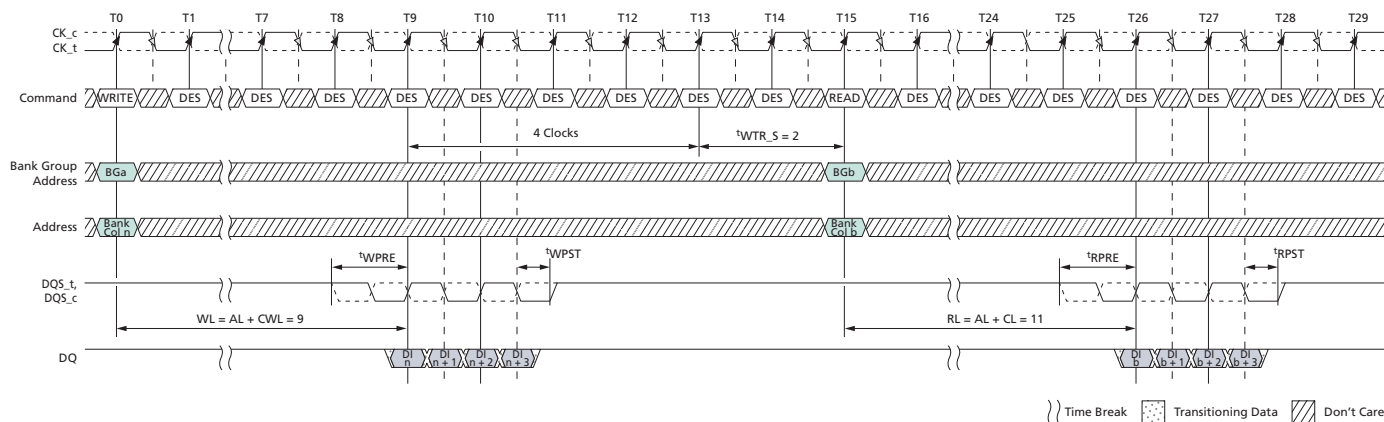 T0 T1 T7 T8 T9 T10 T11 T12 T13 T14 T15 T16 T24 T25 T26 T27 T28 T29
CK_c
CK_t
Command WRITE DES DES DES DES DES DES DES DES DES READ DES DES DES DES DES DES DES
4 Clocks tWTR_S = 2
Bank Group
Address BGa BGb
Address Bank
Col n Bank
Col b
tWPRE tWPST tRPRE tRPST
DQS_t,
DQS_c
WL = AL + CWL = 9 RL = AL + CL = 11
DQ DI
n DI
n + 1 DI
n + 2 DI
n + 3 DI
b DI
b + 1 DI
b + 2 DI
b + 3
Time Break Transitioning Data Don't Care